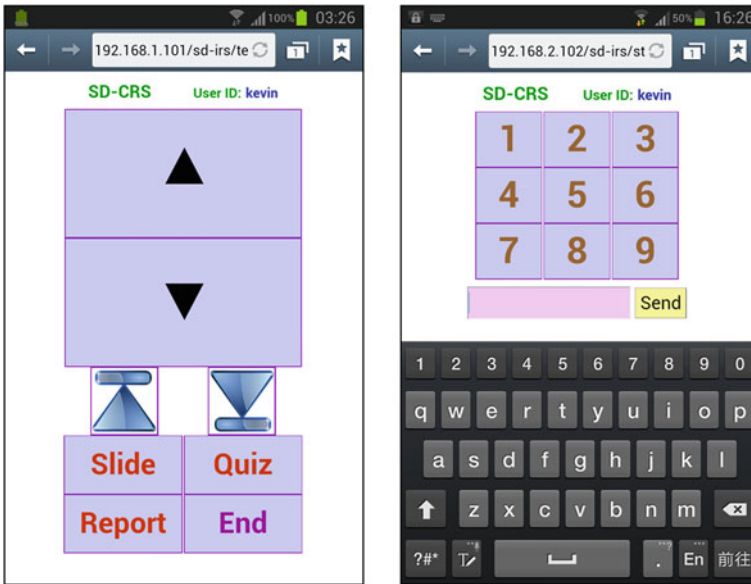 100% 03:26
192.168.1.101/sd-irs/te
1
SD-CRS User ID: kevin
Slide Quiz
Report End
50% 16:26
192.168.2.102/sd-irs/st
1
SD-CRS User ID: kevin
1 2 3
4 5 6
7 8 9
Send
1 2 3 4 5 6 7 8 9 0
q w e r t y u i o p
a s d f g h j k l
z x c v b n m
?#* T . En 前往